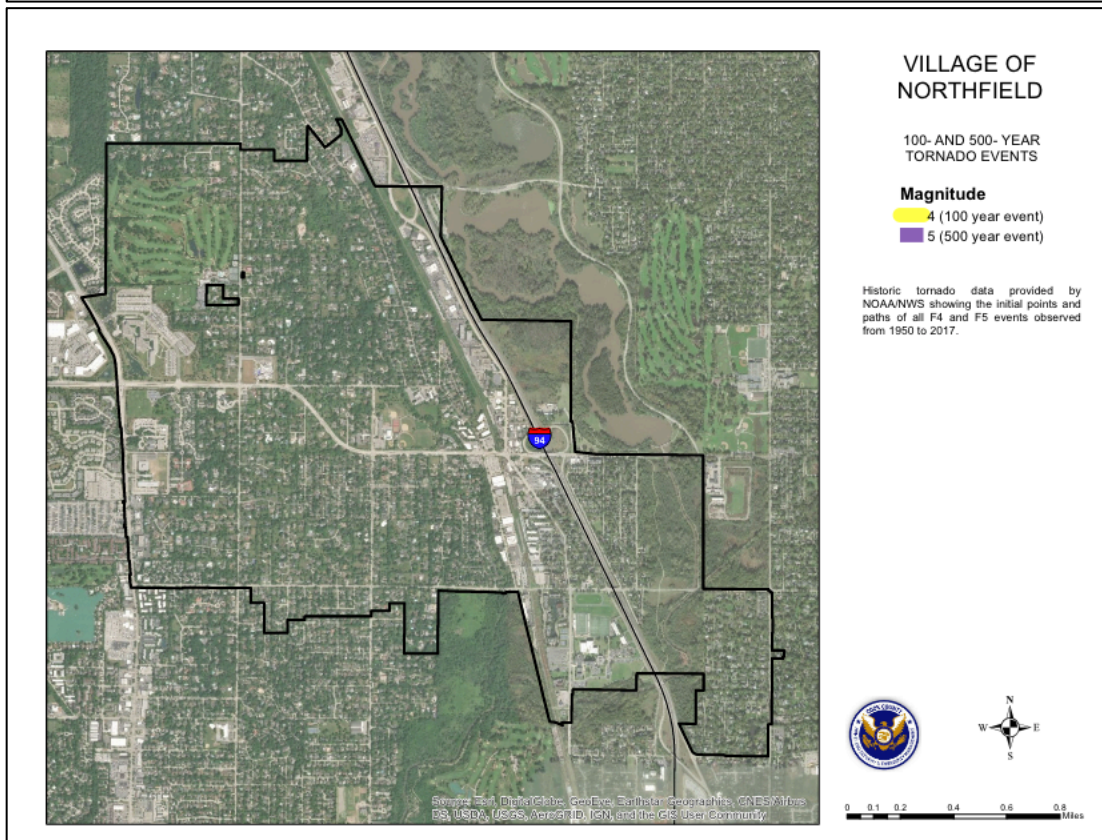 VILLAGE OF
NORTHFIELD
100- AND 500- YEAR
TORNADO EVENTS
Magnitude
4 (100 year event)
5 (500 year event)
Historic tornado data provided by
NOAA/NWS showing the initial points and
paths of all F4 and F5 events observed
from 1950 to 2017.
94
COOK COUNTY
N
W E
S
Source: Esri, DigitalGlobe, GeoEye, Earthstar Geographics, CNES/Airbus
DS, USDA, USGS, AeroGRID, IGN, and the GIS User Community
0 0.1 0.2 0.4 0.6 0.8
Miles